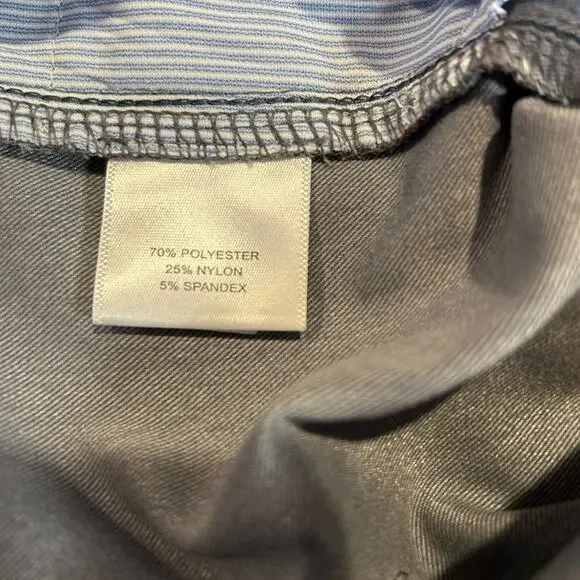 70% POLYESTER
25% NYLON
5% SPANDEX